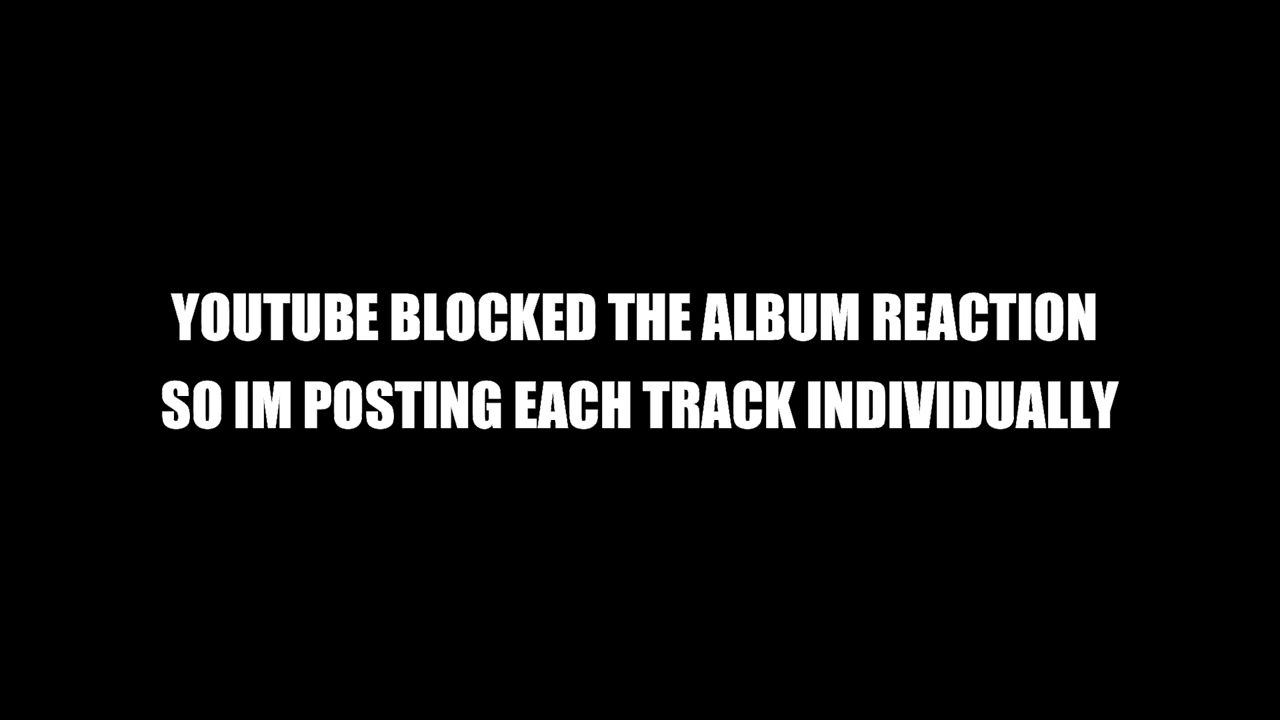 YOUTUBE BLOCKED THE ALBUM REACTION
SO IM POSTING EACH TRACK INDIVIDUALLY